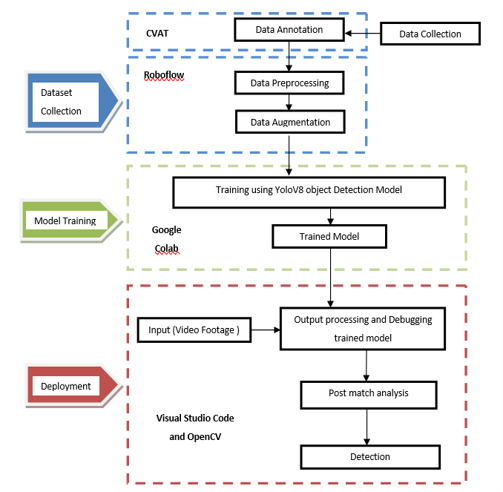 CVAT
Data Annotation
Data Collection
Roboflow
Data Preprocessing
Data Augmentation
Dataset
Collection
Training using YoloV8 object Detection Model
Model Training
Google
Colab
Trained Model
Input (Video Footage )
Output processing and Debugging
trained model
Deployment
Post match analysis
Visual Studio Code
and OpenCV
Detection